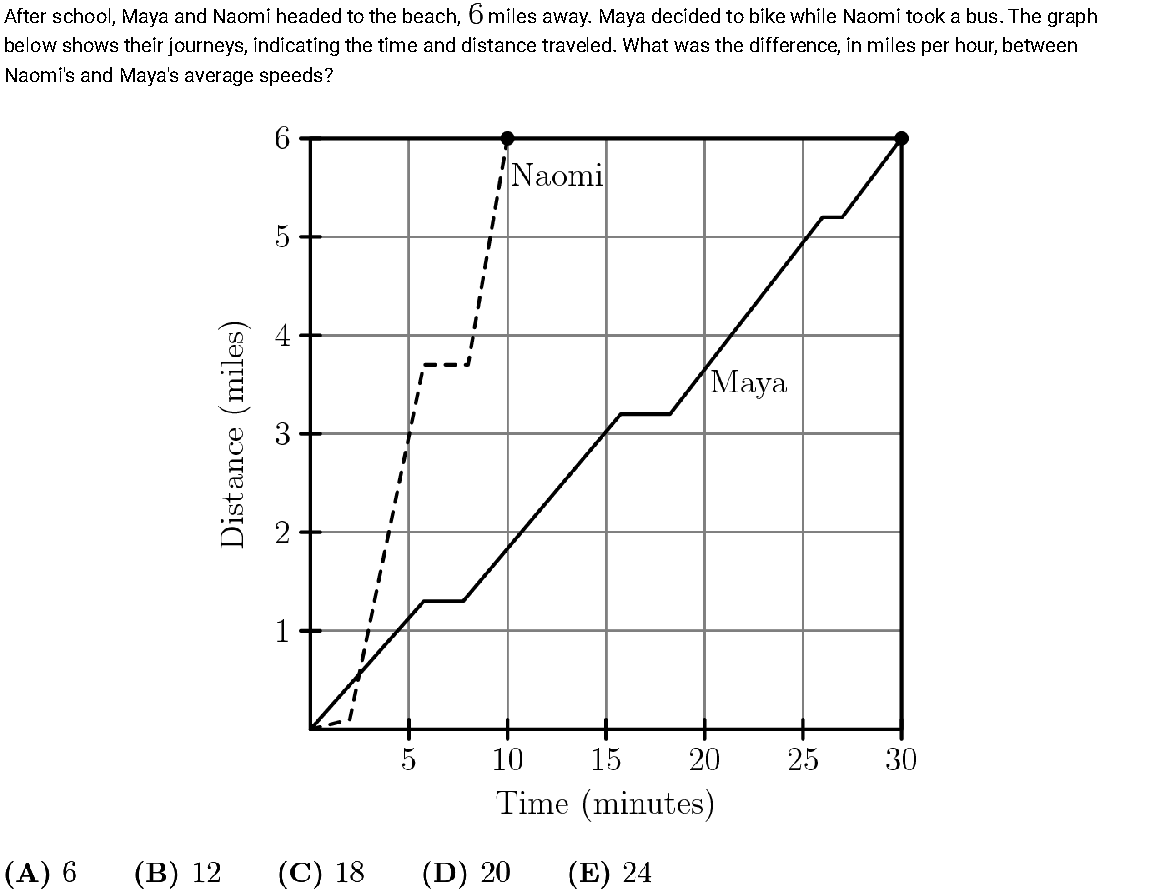 After school, Maya and Naomi headed to the beach, 6 miles away. Maya decided to bike while Naomi took a bus. The graph
below shows their journeys, indicating the time and distance traveled. What was the difference, in miles per hour, between
Naomi's and Maya's average speeds?
6
Naomi
5
4
Maya
3
2
1
Distance (miles)
5 10 15 20 25 30
Time (minutes)
(A) 6 (B) 12 (C) 18 (D) 20 (E) 24